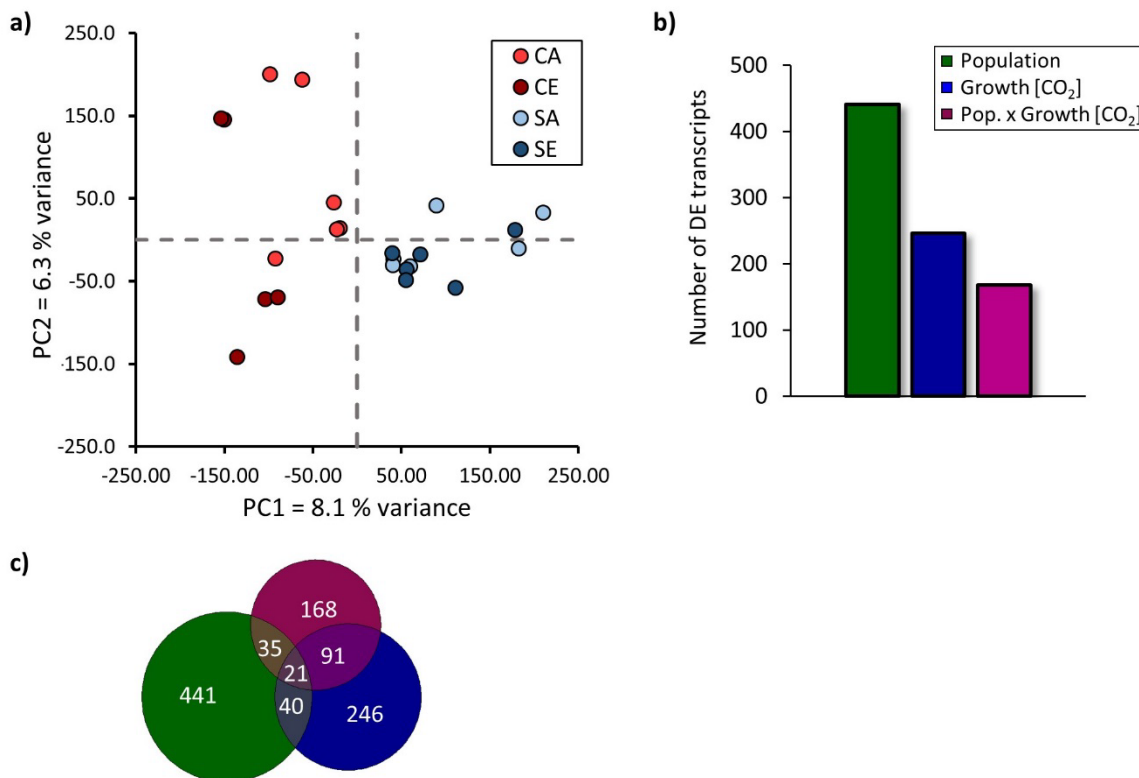 a)
250.0
150.0
50.0
-50.0
-150.0
-250.0
PC2 = 6.3 % variance
-250.00 -150.00 -50.00 50.00 150.00 250.00
PC1 = 8.1 % variance
CA
CE
SA
SE
b)
Population
Growth [CO₂]
Pop. x Growth [CO₂]
500
400
300
200
100
0
Number of DE transcripts
c)
168
35
91
21
441
40
246